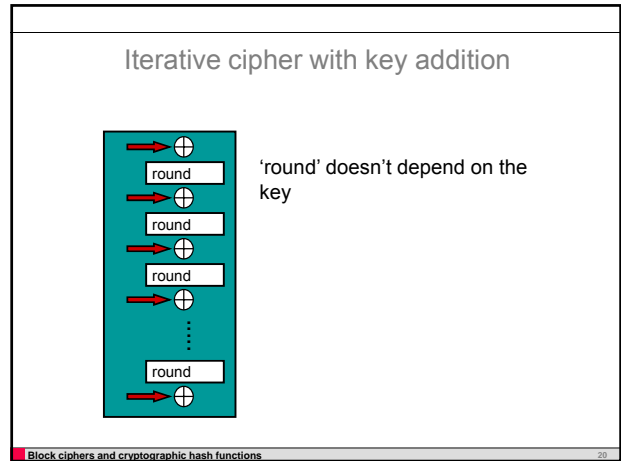 Iterative cipher with key addition
round
round
round
round
‘round’ doesn’t depend on the
key
Block ciphers and cryptographic hash functions
20